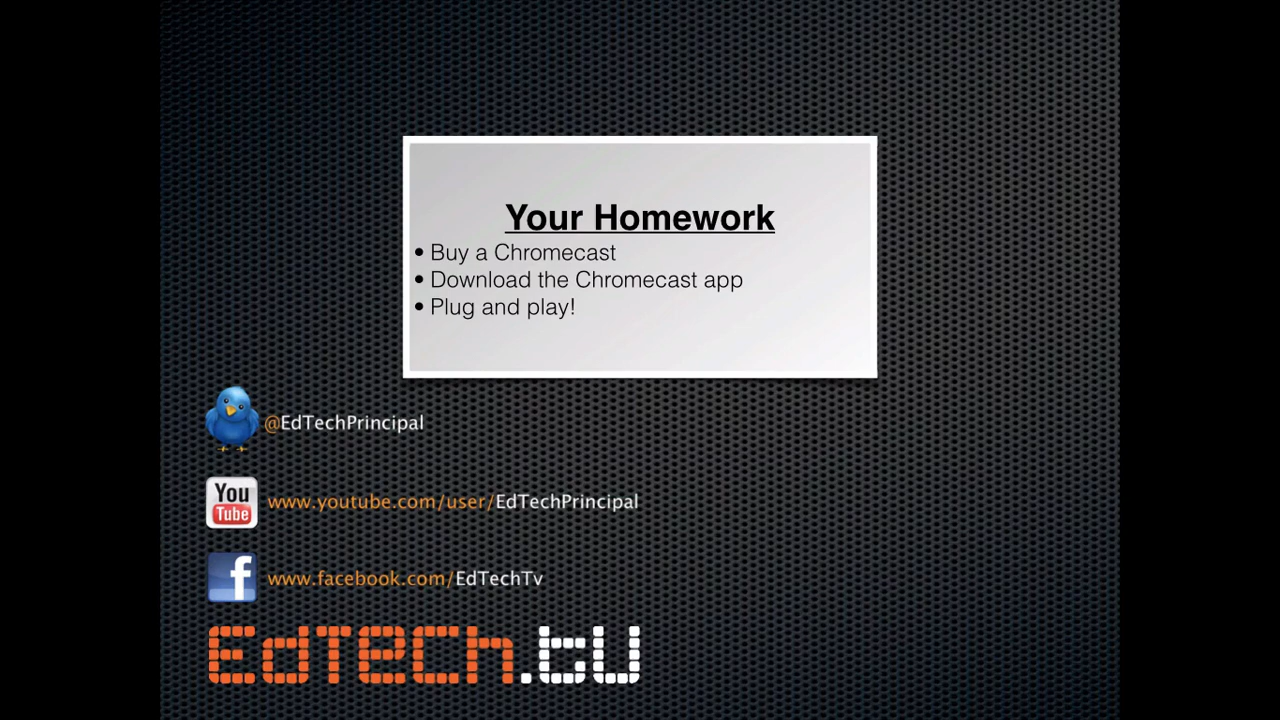 Your Homework
• Buy a Chromecast
• Download the Chromecast app
• Plug and play!
@EdTechPrincipal
You Tube www.youtube.com/user/EdTechPrincipal
f www.facebook.com/EdTechTv
EdTech.tv